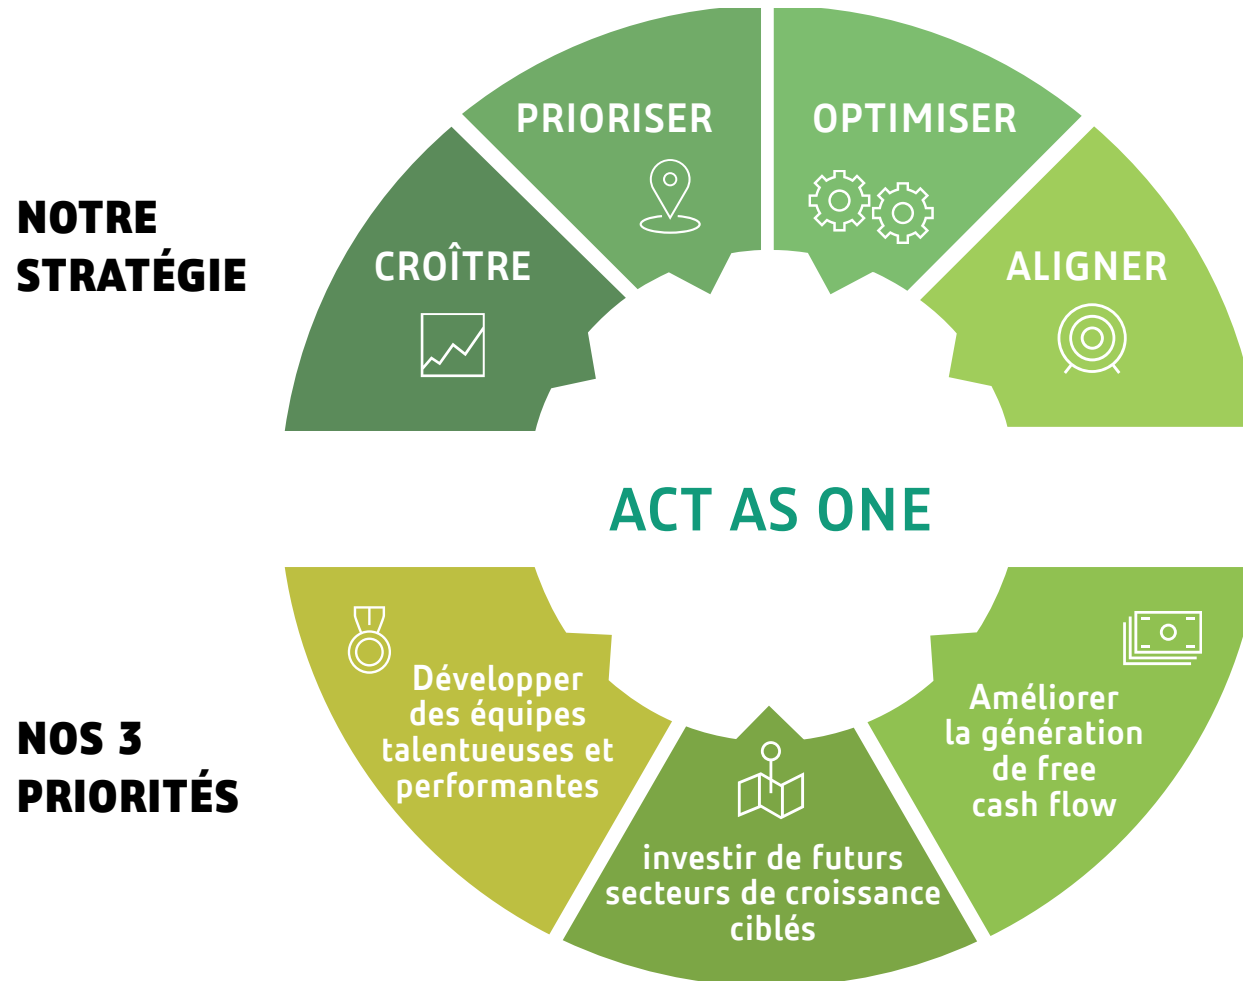 NOTRE
STRATÉGIE
CROÎTRE
PRIORISER
OPTIMISER
ALIGNER
ACT AS ONE
NOS 3
PRIORITÉS
Développer
des équipes
talentueuses et
performantes
investir de futurs
secteurs de croissance
ciblés
Améliorer
la génération
de free
cash flow